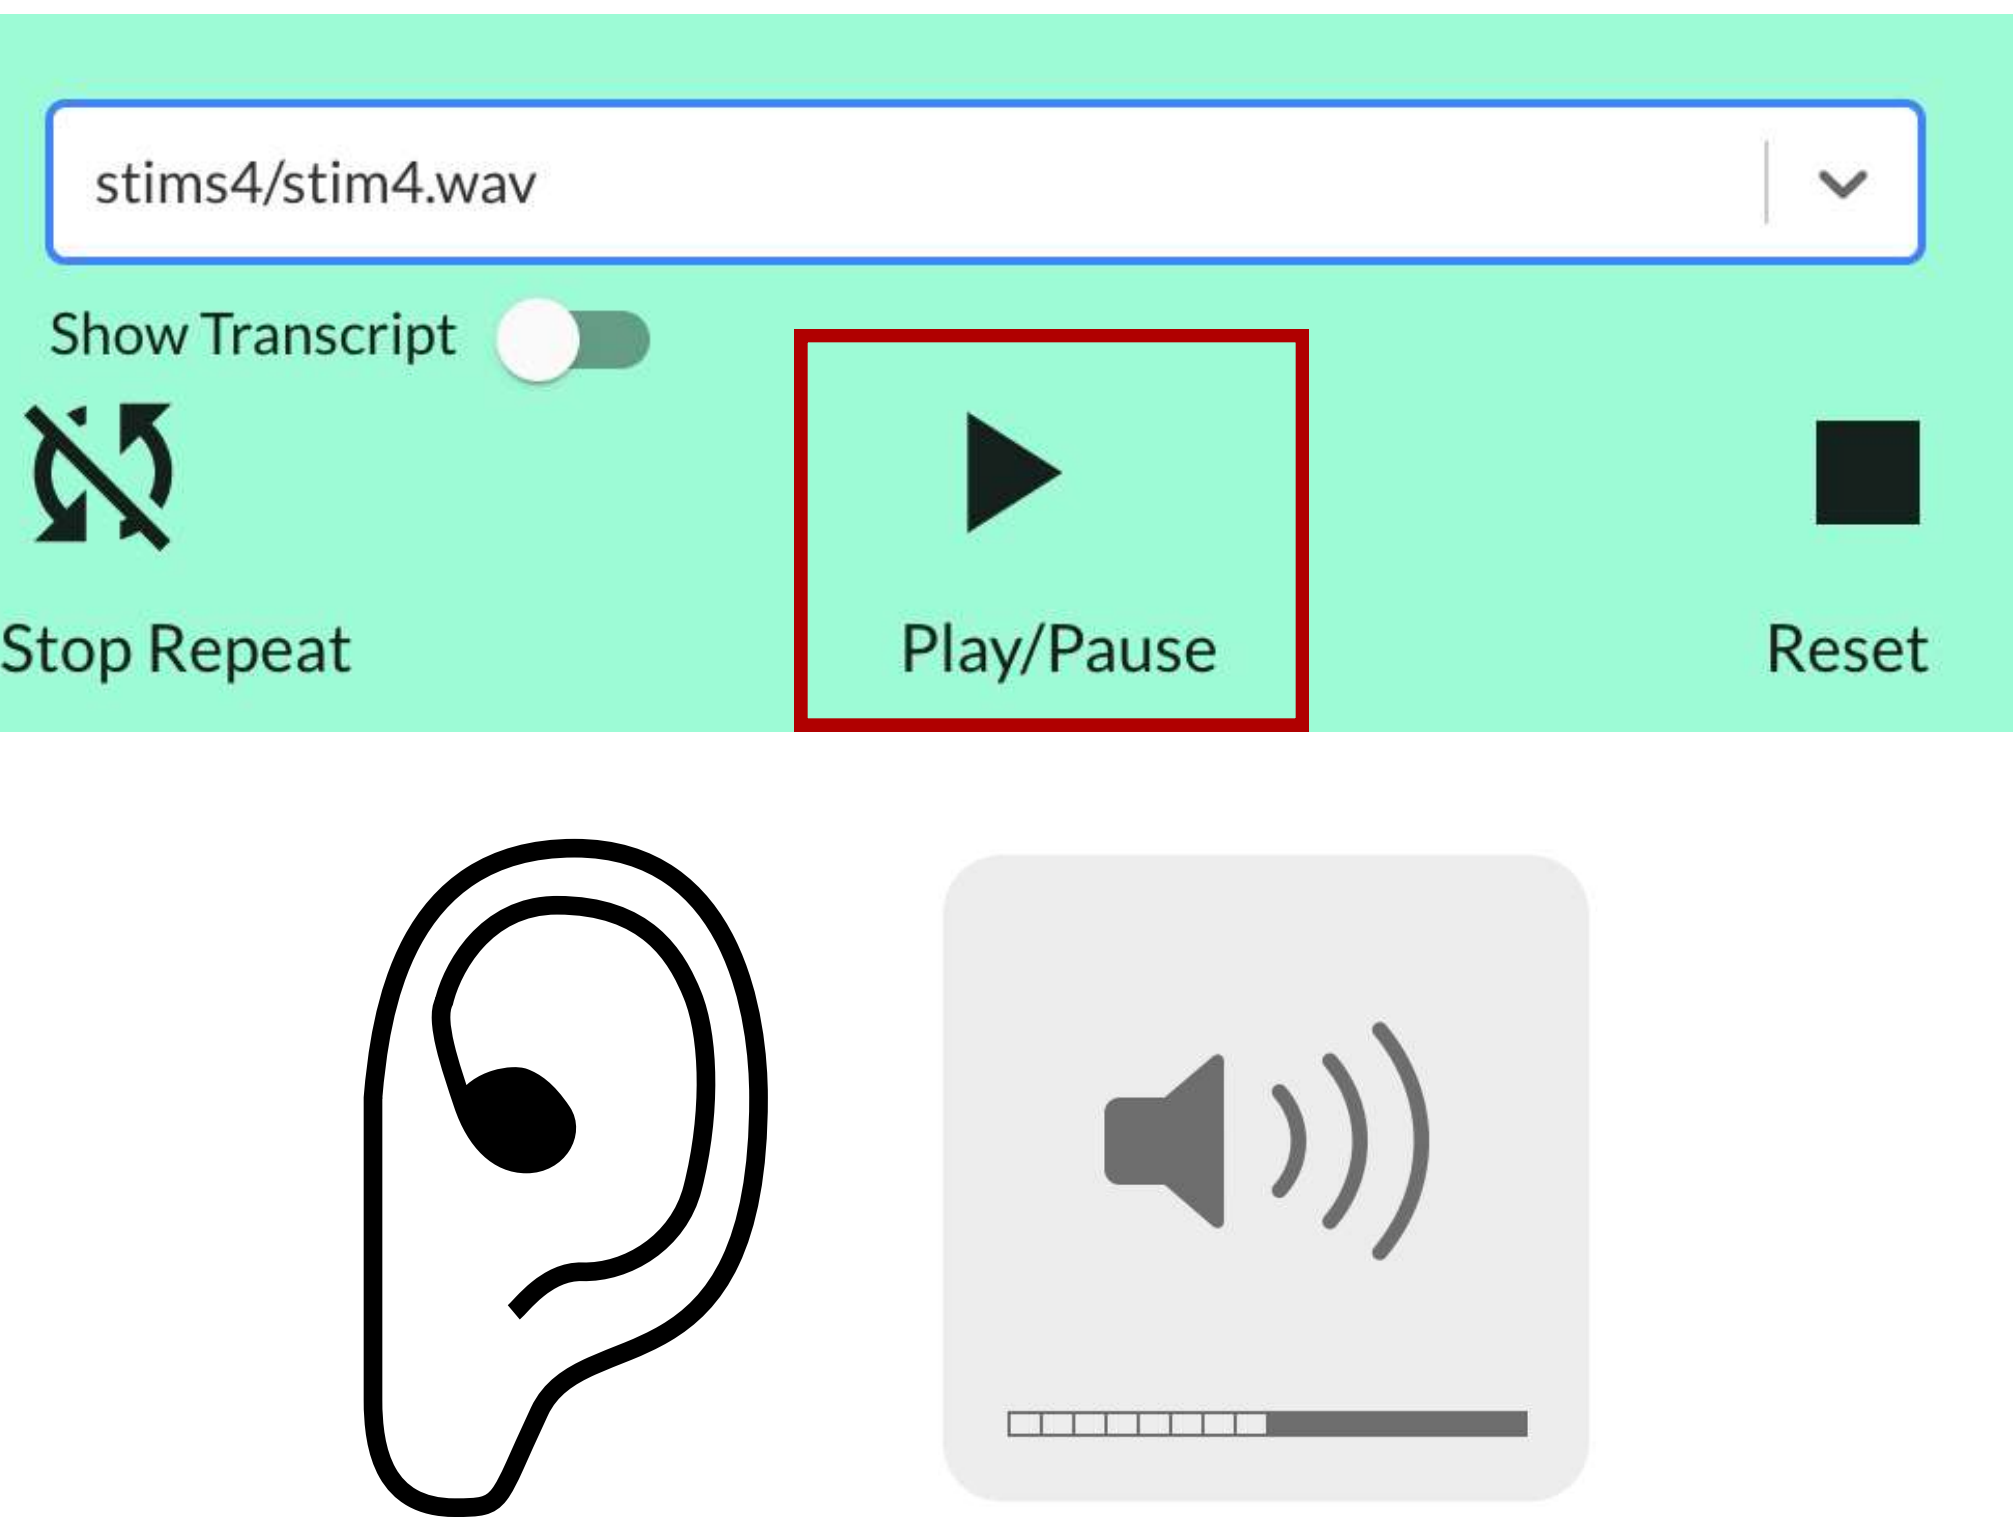 stims4/stim4.wav
Show Transcript
Stop Repeat
Play/Pause
Reset